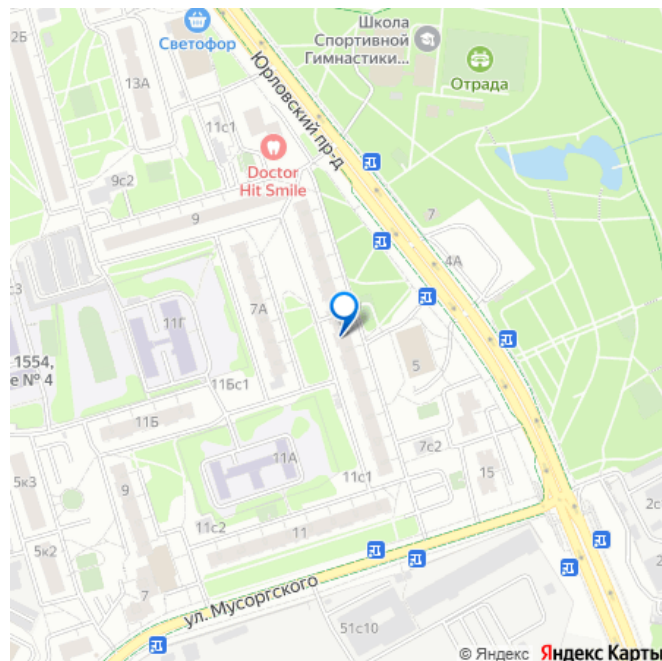 2Б
Светофор
Школа
Спортивной
Гимнастики...
Отрада
13А
Юрловский пр-д
11с1
Doctor
Hit Smile
9с2
9
7
4А
с3
7А
11Г
1554,
е № 4
11Бс1
5
11Б
7с2
5к3
9
11А
11с1
15
2с
11с2
11
5к2
7
ул. Мусоргского
51с10
© Яндекс Яндекс Карты